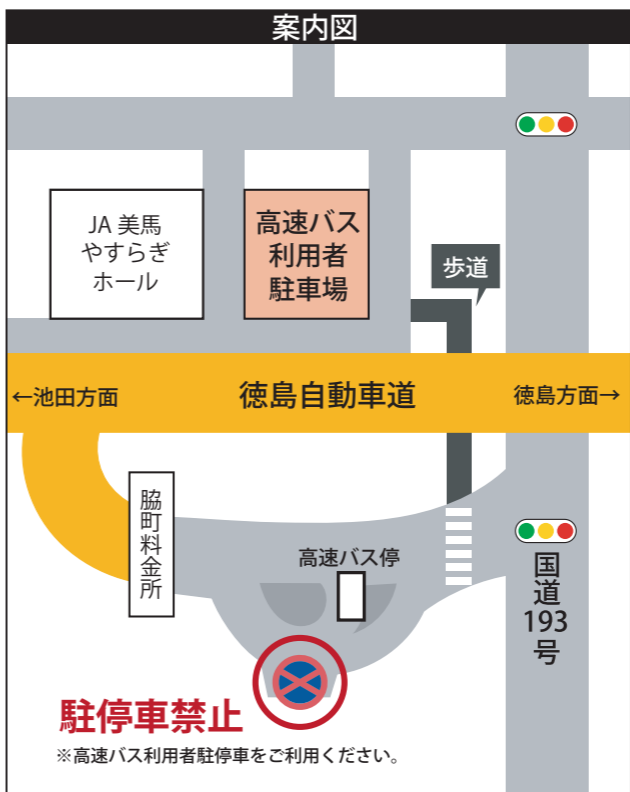 案内図
JA 美馬
やすらぎ
ホール
高速バス
利用者
駐車場
歩道
←池田方面
徳島自動車道
徳島方面→
脇町料金所
高速バス停
国道
193
号
駐停車禁止
※高速バス利用者駐停車をご利用ください。